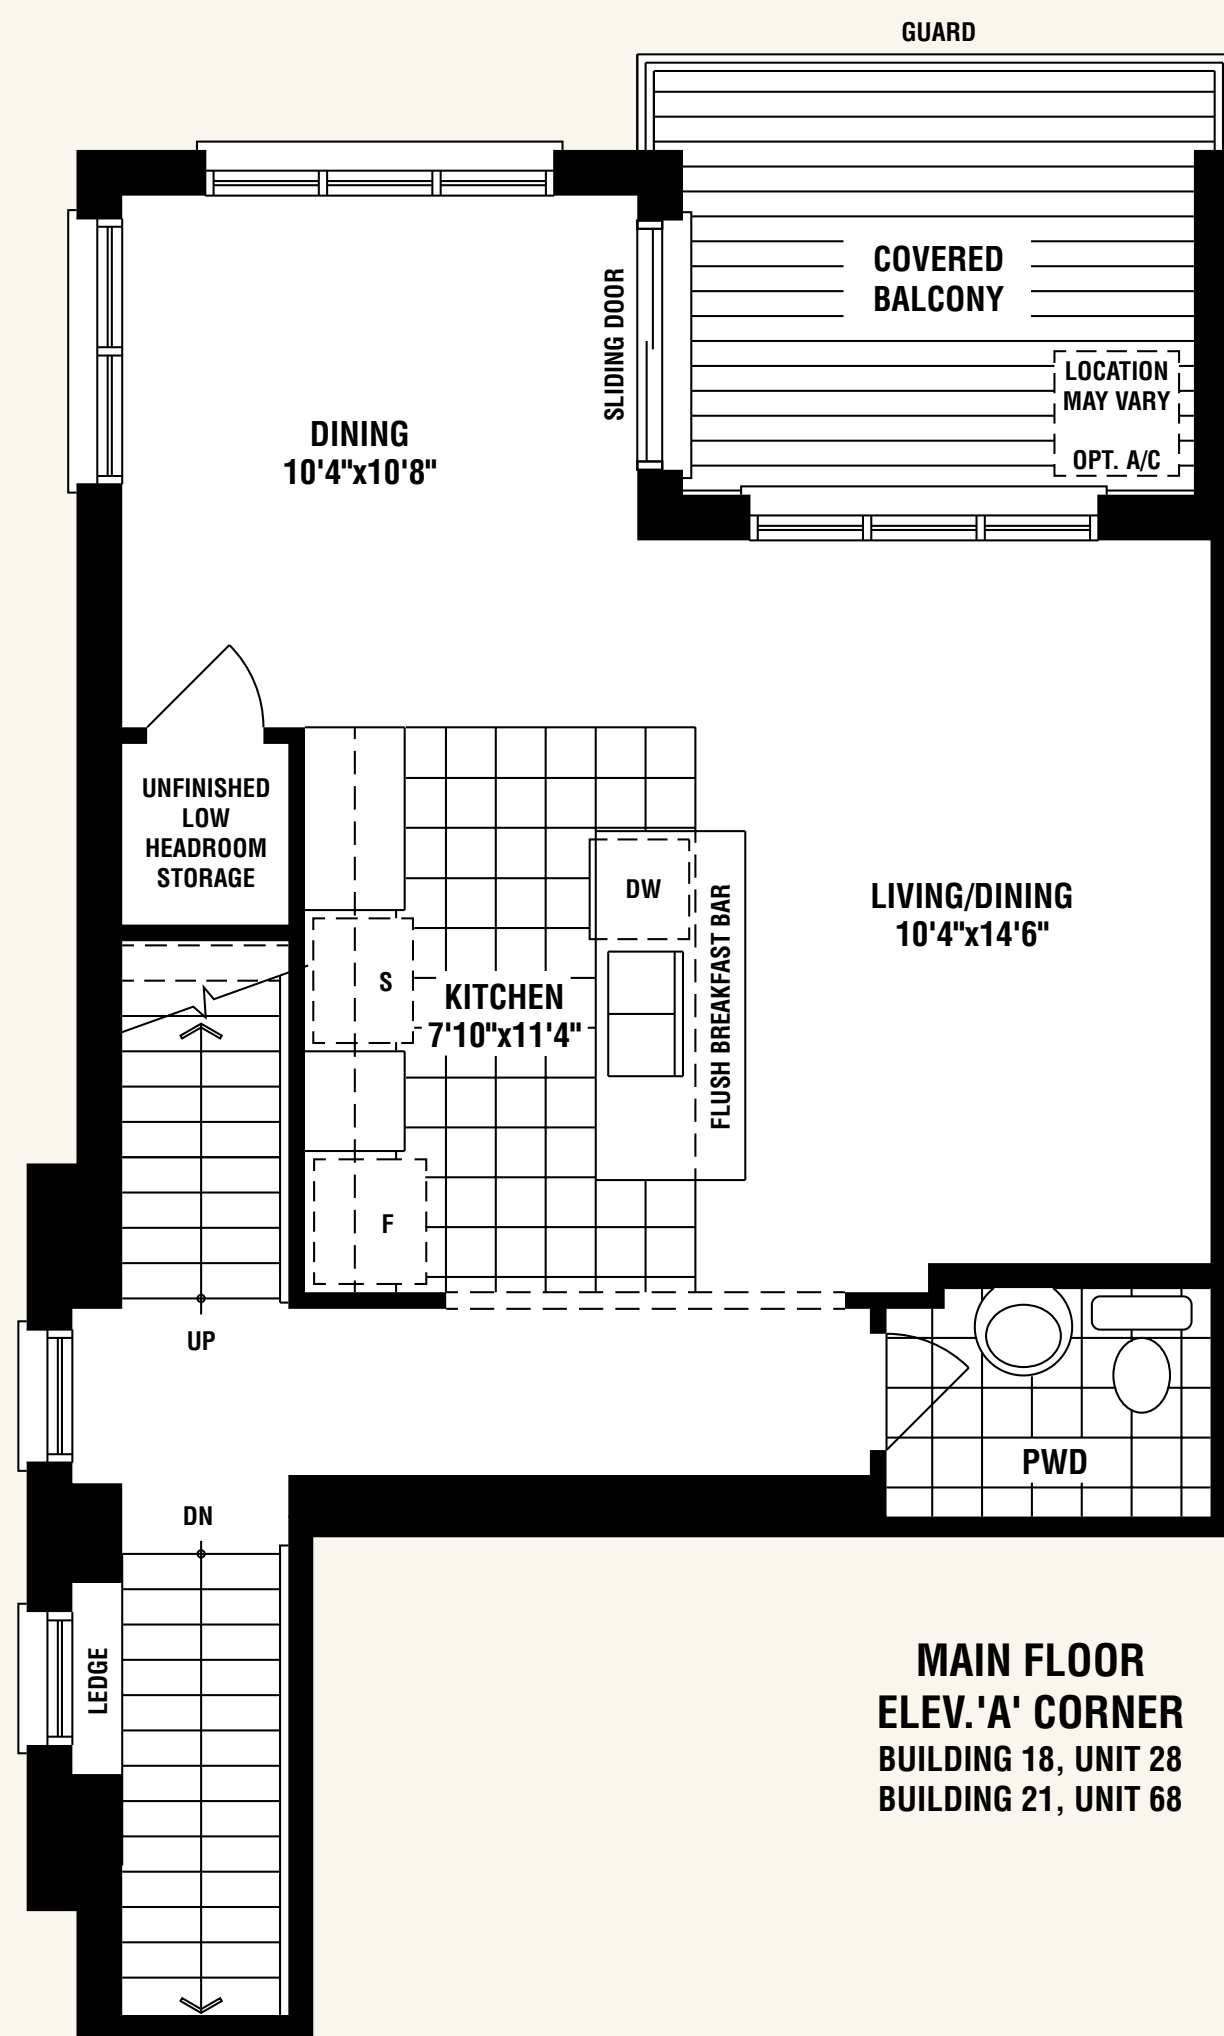 GUARD
COVERED
BALCONY
SLIDING DOOR
LOCATION
MAY VARY
OPT. A/C
DINING
10'4"x10'8"
UNFINISHED
LOW
HEADROOM
STORAGE
DW
FLUSH BREAKFAST BAR
LIVING/DINING
10'4"x14'6"
S
KITCHEN
7'10"x11'4"
F
UP
PWD
DN
LEDGE
MAIN FLOOR
ELEV.'A' CORNER
BUILDING 18, UNIT 28
BUILDING 21, UNIT 68